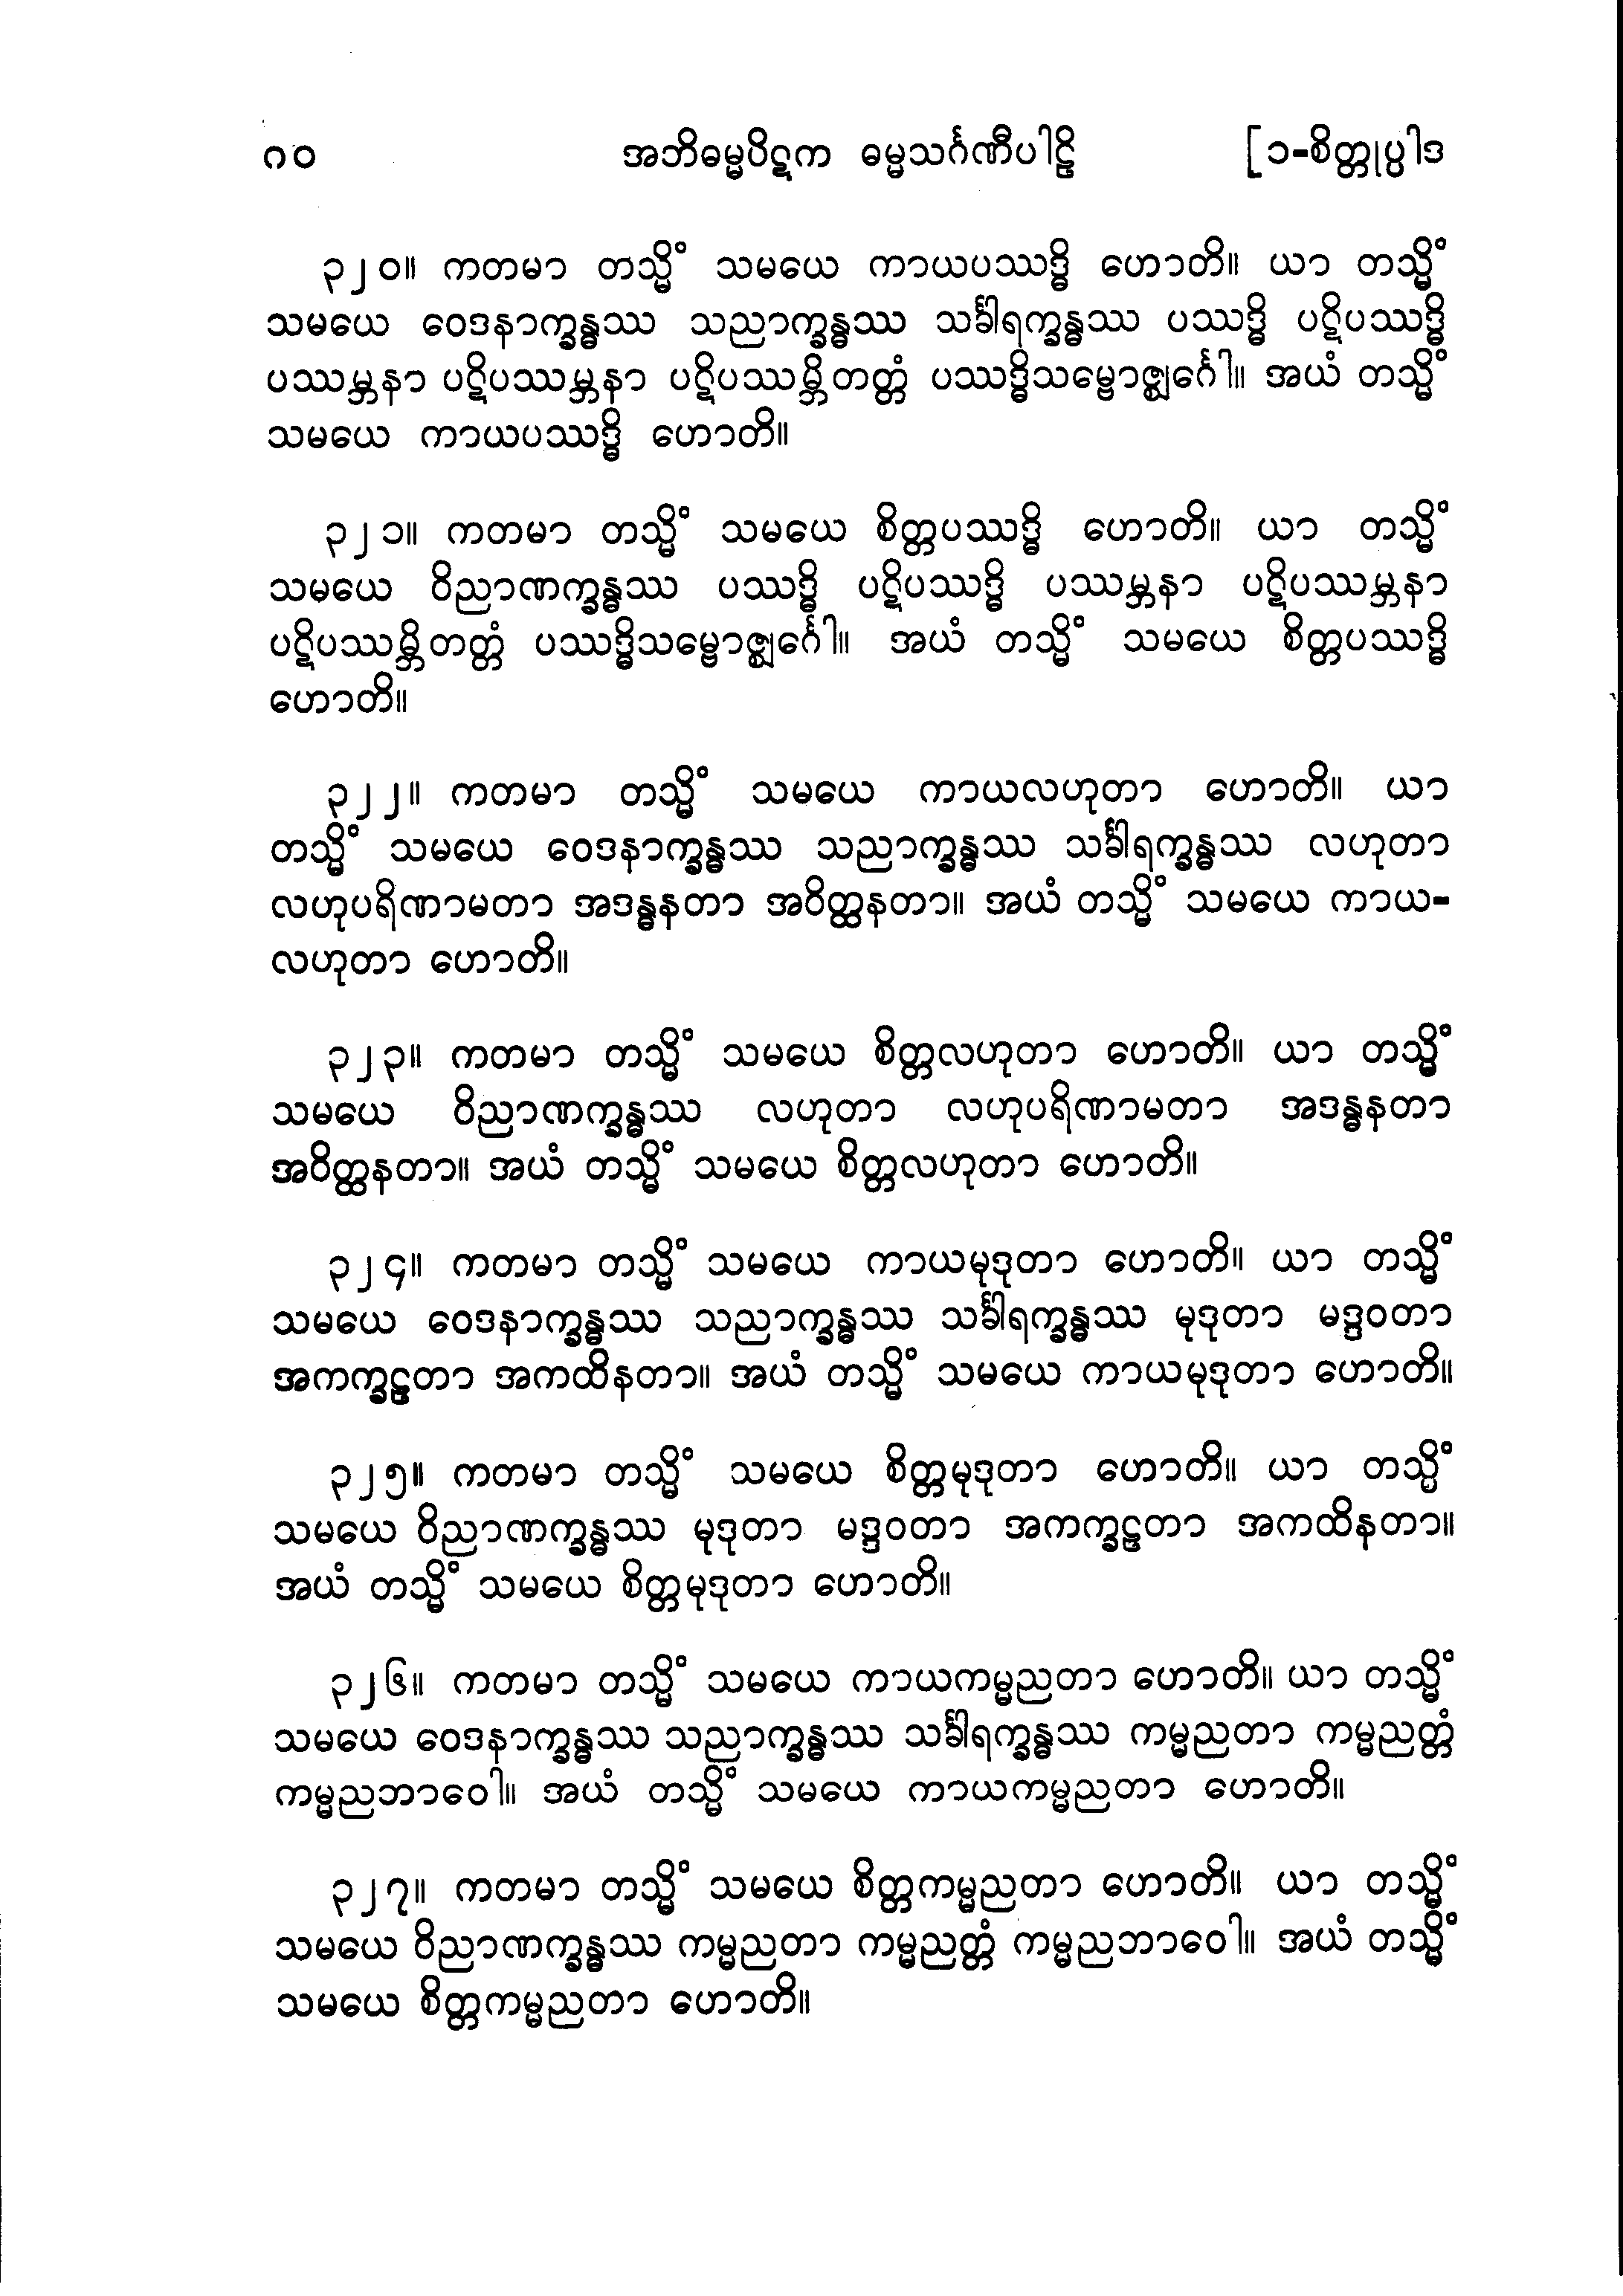 ၈၀ အဘိဓမ္မပိဋက ဓမ္မသင်္ဂဏီပါဠိ [၁-စိတ္တုပ္ပါဒ
၃၂၀။ ကတမာ တသ္မိံ သမယေ ကာယပဿဒ္ဓိ ဟောတိ။ ယာ တသ္မိံ
သမယေ ဝေဒနာက္ခန္ဓဿ သညာက္ခန္ဓဿ သင်္ခါရက္ခန္ဓဿ ပဿဒ္ဓိ ပဋိပဿဒ္ဓိ
ပဿမ္ဘနာ ပဋိပဿမ္ဘနာ ပဋိပဿမ္ဘိတတ္တံ ပဿဒ္ဓိသမ္ဗောဇ္ဈင်္ဂေါ။ အယံ တသ္မိံ
သမယေ ကာယပဿဒ္ဓိ ဟောတိ။
၃၂၁။ ကတမာ တသ္မိံ သမယေ စိတ္တပဿဒ္ဓိ ဟောတိ။ ယာ တသ္မိံ
သမယေ ဝိညာဏက္ခန္ဓဿ ပဿဒ္ဓိ ပဋိပဿဒ္ဓိ ပဿမ္ဘနာ ပဋိပဿမ္ဘနာ
ပဋိပဿမ္ဘိတတ္တံ ပဿဒ္ဓိသမ္ဗောဇ္ဈင်္ဂေါ။ အယံ တသ္မိံ သမယေ စိတ္တပဿဒ္ဓိ
ဟောတိ။
၃၂၂။ ကတမာ တသ္မိံ သမယေ ကာယလဟုတာ ဟောတိ။ ယာ
တသ္မိံ သမယေ ဝေဒနာက္ခန္ဓဿ သညာက္ခန္ဓဿ သင်္ခါရက္ခန္ဓဿ လဟုတာ
လဟုပရိဏာမတာ အဒန္ဓနတာ အဝိတ္ထနတာ။ အယံ တသ္မိံ သမယေ ကာယ-
လဟုတာ ဟောတိ။
၃၂၃။ ကတမာ တသ္မိံ သမယေ စိတ္တလဟုတာ ဟောတိ။ ယာ တသ္မိံ
သမယေ ဝိညာဏက္ခန္ဓဿ လဟုတာ လဟုပရိဏာမတာ အဒန္ဓနတာ
အဝိတ္ထနတာ။ အယံ တသ္မိံ သမယေ စိတ္တလဟုတာ ဟောတိ။
၃၂၄။ ကတမာ တသ္မိံ သမယေ ကာယမုဒုတာ ဟောတိ။ ယာ တသ္မိံ
သမယေ ဝေဒနာက္ခန္ဓဿ သညာက္ခန္ဓဿ သင်္ခါရက္ခန္ဓဿ မုဒုတာ မဒ္ဒဝတာ
အကက္ခဠတာ အကထိနတာ။ အယံ တသ္မိံ သမယေ ကာယမုဒုတာ ဟောတိ။
၃၂၅။ ကတမာ တသ္မိံ သမယေ စိတ္တမုဒုတာ ဟောတိ။ ယာ တသ္မိံ
သမယေ ဝိညာဏက္ခန္ဓဿ မုဒုတာ မဒ္ဒဝတာ အကက္ခဠတာ အကထိနတာ။
အယံ တသ္မိံ သမယေ စိတ္တမုဒုတာ ဟောတိ။
၃၂၆။ ကတမာ တသ္မိံ သမယေ ကာယကမ္မညတာ ဟောတိ။ ယာ တသ္မိံ
သမယေ ဝေဒနာက္ခန္ဓဿ သညာက္ခန္ဓဿ သင်္ခါရက္ခန္ဓဿ ကမ္မညတာ ကမ္မညတ္တံ
ကမ္မညဘာဝေါ။ အယံ တသ္မိံ သမယေ ကာယကမ္မညတာ ဟောတိ။
၃၂၇။ ကတမာ တသ္မိံ သမယေ စိတ္တကမ္မညတာ ဟောတိ။ ယာ တသ္မိံ
သမယေ ဝိညာဏက္ခန္ဓဿ ကမ္မညတာ ကမ္မညတ္တံ ကမ္မညဘာဝေါ။ အယံ တသ္မိံ
သမယေ စိတ္တကမ္မညတာ ဟောတိ။